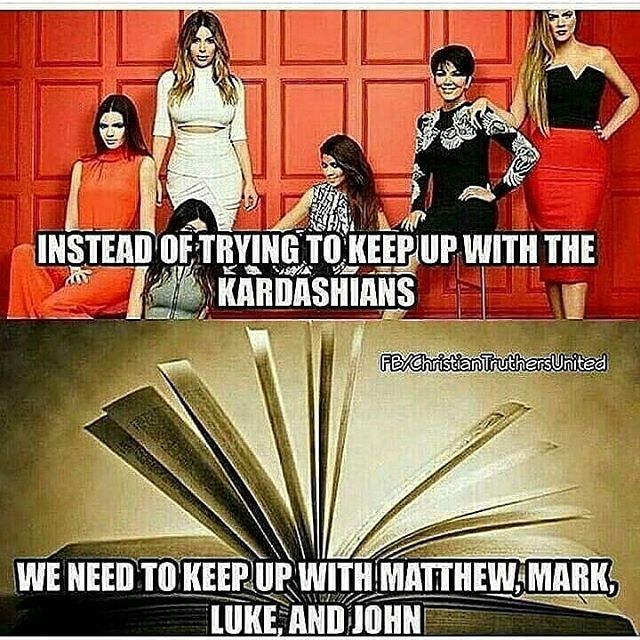 INSTEAD OF TRYING TO KEEP UP WITH THE
KARDASHIANS
FB/ChristianTruthersUnited
WE NEED TO KEEP UP WITH MATTHEW, MARK,
LUKE, AND JOHN